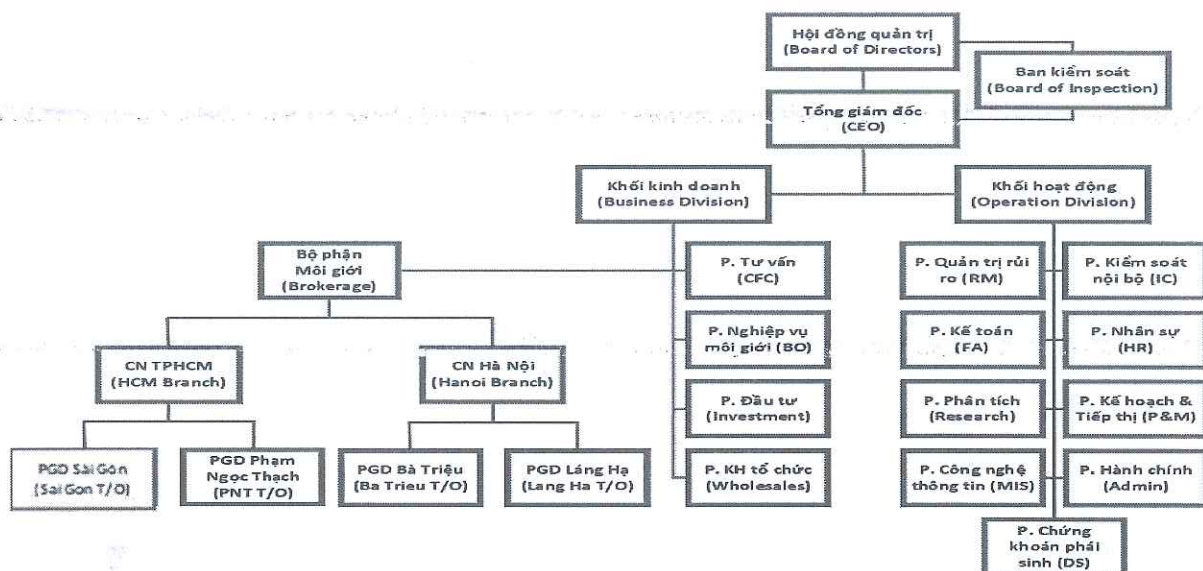 Hội đồng quản trị
(Board of Directors)
Ban kiểm soát
(Board of Inspection)
Tổng giám đốc
(CEO)
Khối kinh doanh
(Business Division)
Khối hoạt động
(Operation Division)
Bộ phận
Môi giới
(Brokerage)
P. Tư vấn
(CFC)
P. Quản trị rủi
ro (RM)
P. Kiểm soát
nội bộ (IC)
CN TPHCM
(HCM Branch)
CN Hà Nội
(Hanoi Branch)
P. Nghiệp vụ
môi giới (BO)
P. Kế toán
(FA)
P. Nhân sự
(HR)
P. Đầu tư
(Investment)
P. Phân tích
(Research)
P. Kế hoạch &
Tiếp thị (P&M)
PGD Sài Gòn
(Sai Gon T/O)
PGD Phạm
Ngọc Thạch
(PNT T/O)
PGD Bà Triệu
(Ba Trieu T/O)
PGD Láng Hạ
(Lang Ha T/O)
P. KH tổ chức
(Wholesales)
P. Công nghệ
thông tin (MIS)
P. Hành chính
(Admin)
P. Chứng
khoán phái
sinh (DS)